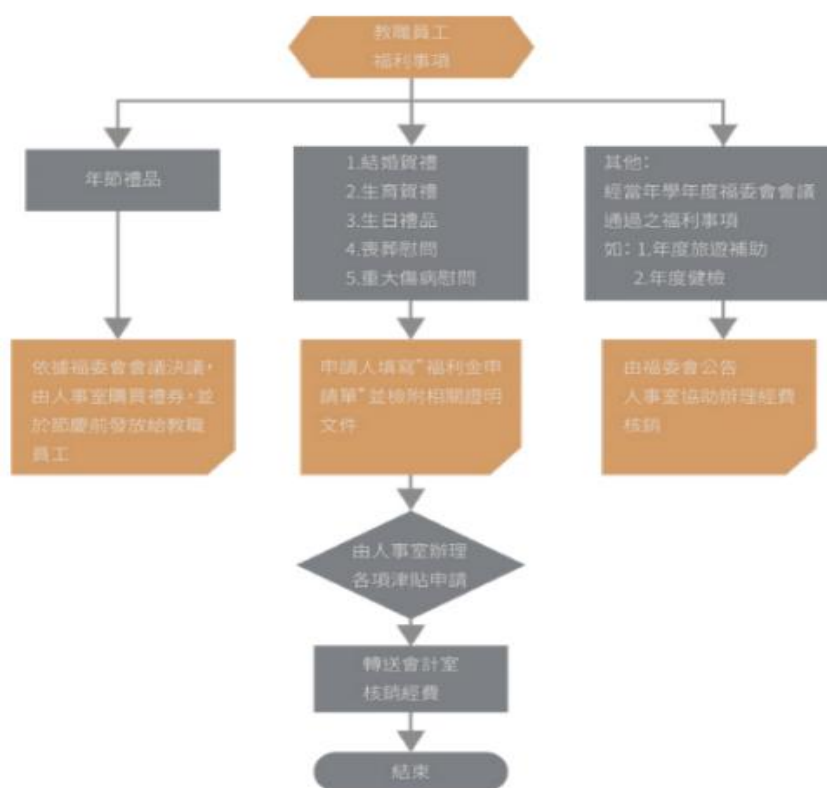 教職員工
福利事項
年節禮品
1.結婚賀禮
2.生育賀禮
3.生日禮品
4.喪葬慰問
5.重大傷病慰問
其他：
經當年學年度福委會會議
通過之福利事項
如：1.年度旅遊補助
2.年度健檢
依據福委會會議決議，
由人事室購買禮券，並
於節慶前發放給教職
員工
申請人填寫"福利金申
請單"並檢附相關證明
文件
由福委會公告
人事室協助辦理經費
核銷
由人事室辦理
各項津貼申請
轉送會計室
核銷經費
結束